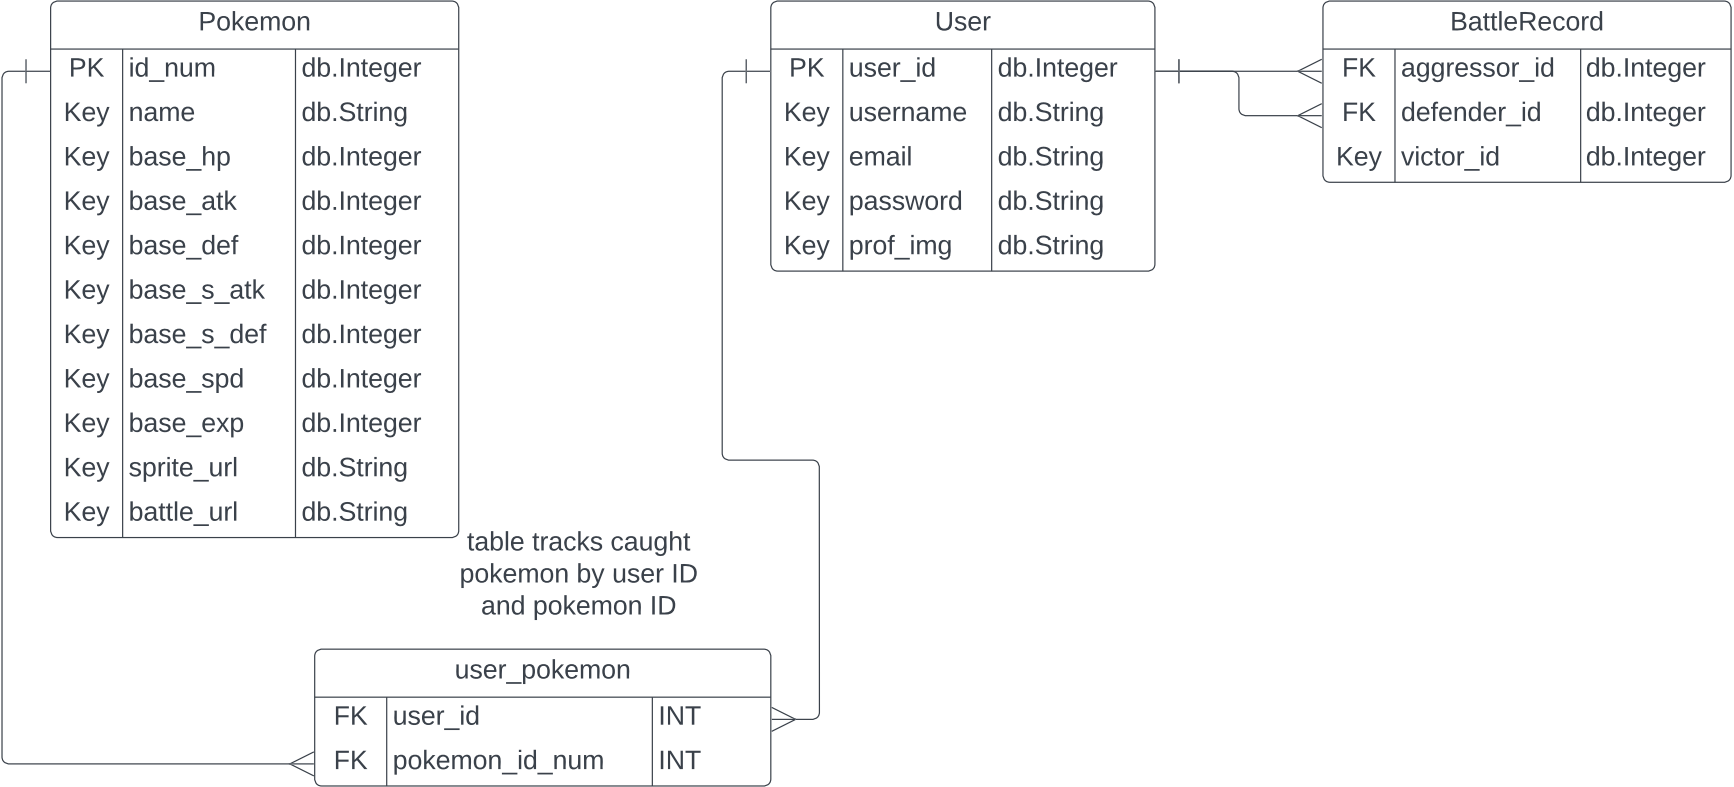 Pokemon
PK id_num db.Integer
Key name db.String
Key base_hp db.Integer
Key base_atk db.Integer
Key base_def db.Integer
Key base_s_atk db.Integer
Key base_s_def db.Integer
Key base_spd db.Integer
Key base_exp db.Integer
Key sprite_url db.String
Key battle_url db.String
User
PK user_id db.Integer
Key username db.String
Key email db.String
Key password db.String
Key prof_img db.String
BattleRecord
FK aggressor_id db.Integer
FK defender_id db.Integer
Key victor_id db.Integer
table tracks caught
pokemon by user ID
and pokemon ID
user_pokemon
FK user_id INT
FK pokemon_id_num INT